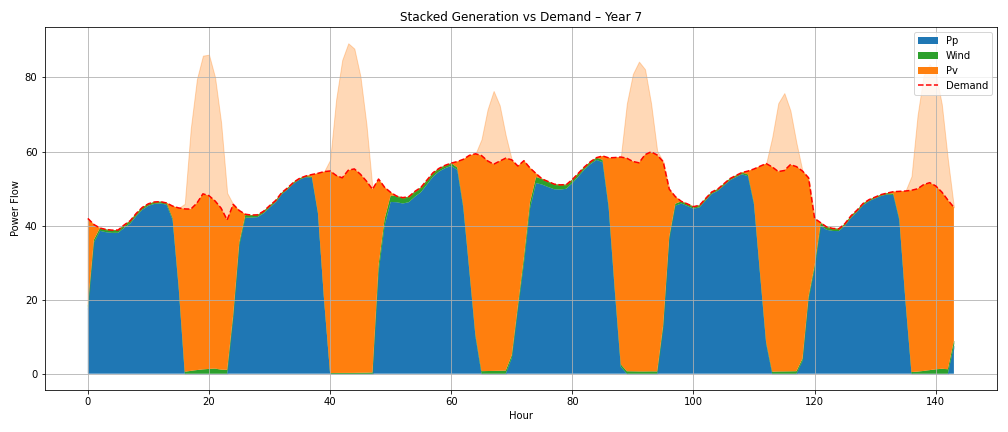 Stacked Generation vs Demand – Year 7
Pp
Wind
Pv
Demand
Power Flow
80
60
40
20
0
0 20 40 60 80 100 120 140
Hour